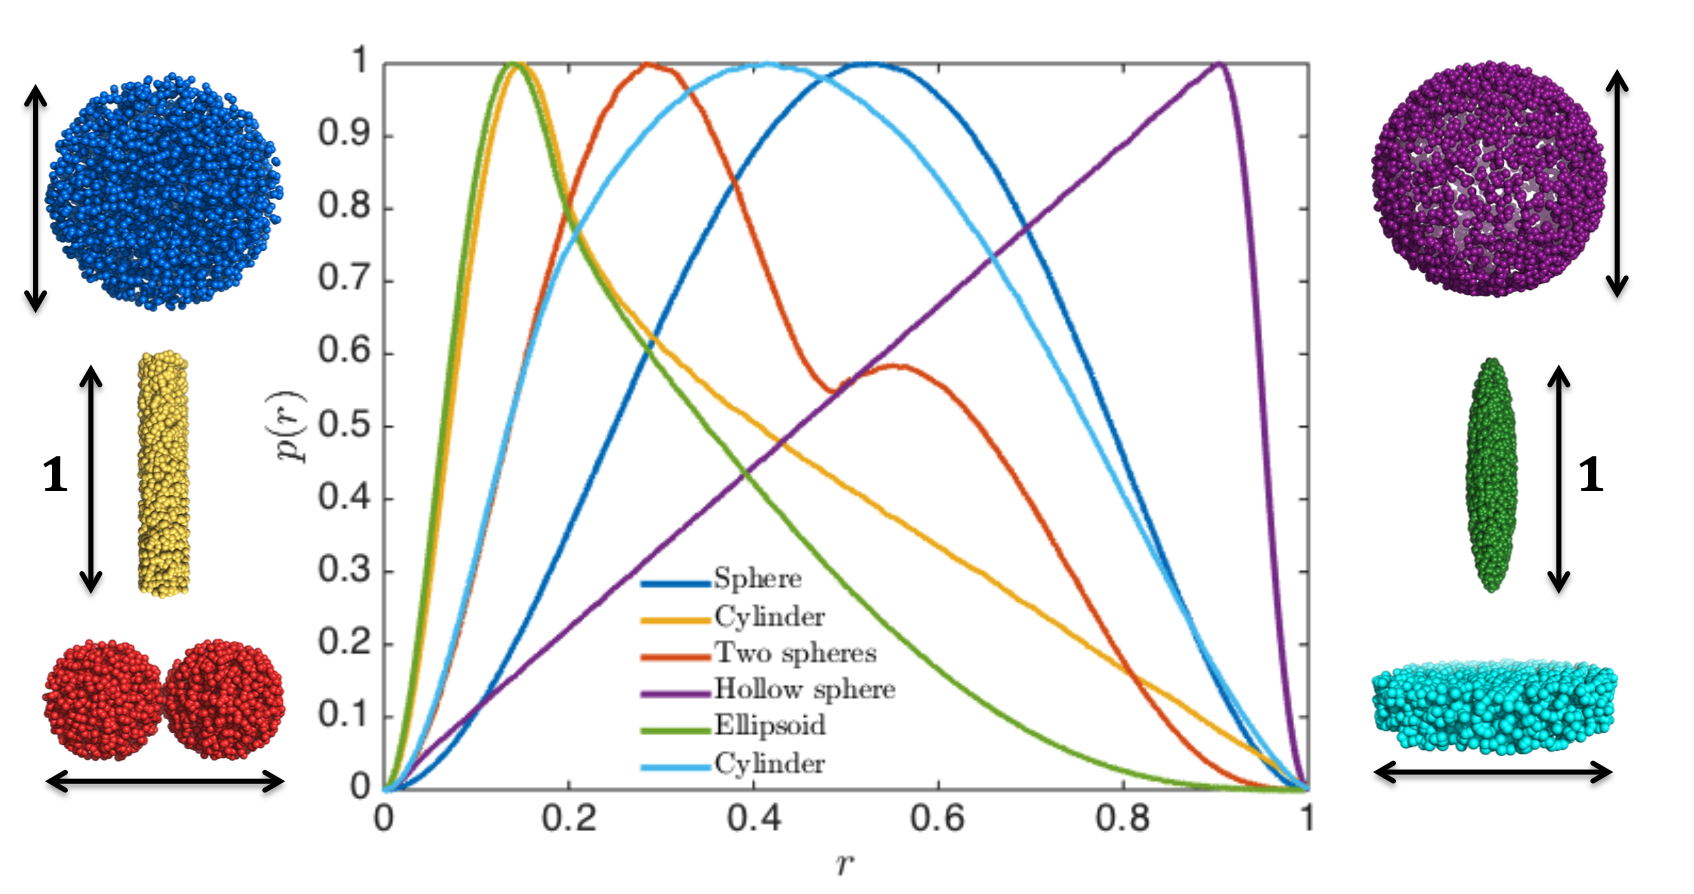 1
0.9
0.8
0.7
0.6
0.5
0.4
0.3
0.2
0.1
0
p(r)
0 0.2 0.4 0.6 0.8 1
r
Sphere
Cylinder
Two spheres
Hollow sphere
Ellipsoid
Cylinder
1
1